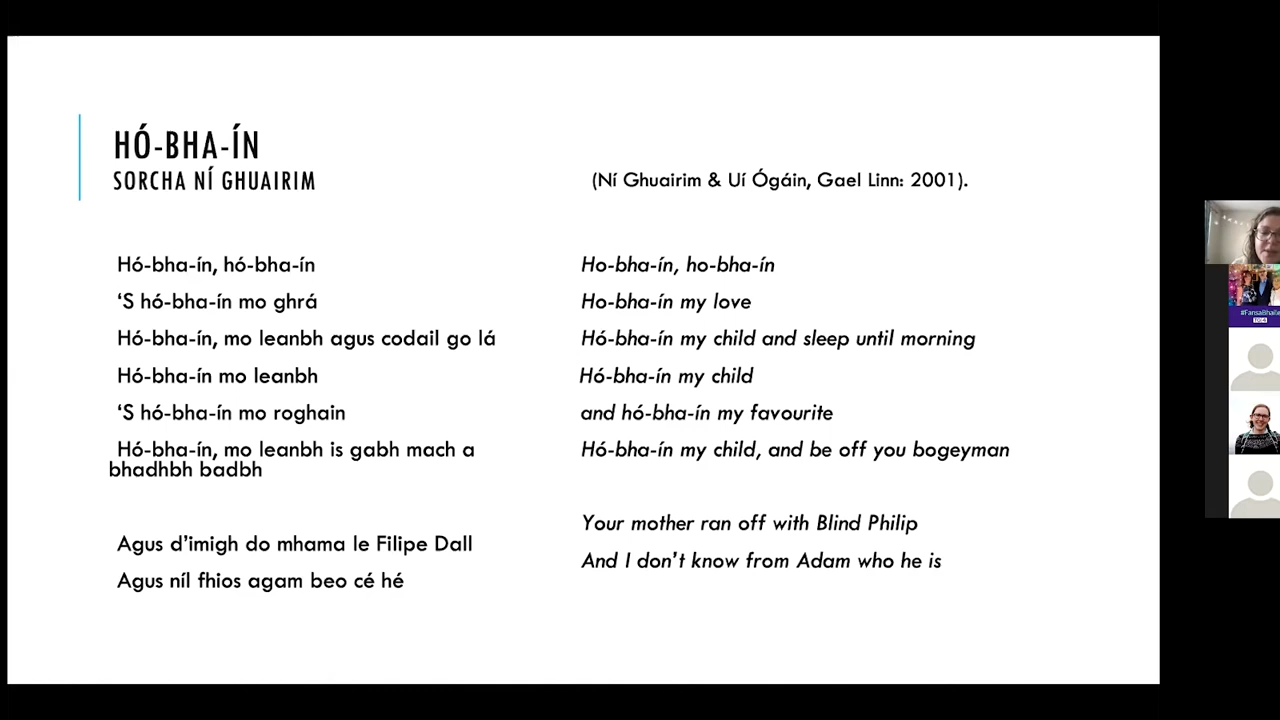 HÓ-BHA-ÍN
SORCHA NÍ GHUAIRIM
(Ní Ghuairim & Uí Ógáin, Gael Linn: 2001).
Hó-bha-ín, hó-bha-ín
‘S hó-bha-ín mo ghrá
Hó-bha-ín, mo leanbh agus codail go lá
Hó-bha-ín mo leanbh
‘S hó-bha-ín mo roghain
Hó-bha-ín, mo leanbh is gabh mach a
bhadhbh badbh
Agus d’imigh do mhama le Filipe Dall
Agus níl fhios agam beo cé hé
Ho-bha-ín, ho-bha-ín
Ho-bha-ín my love
Hó-bha-ín my child and sleep until morning
Hó-bha-ín my child
and hó-bha-ín my favourite
Hó-bha-ín my child, and be off you bogeyman
Your mother ran off with Blind Philip
And I don’t know from Adam who he is